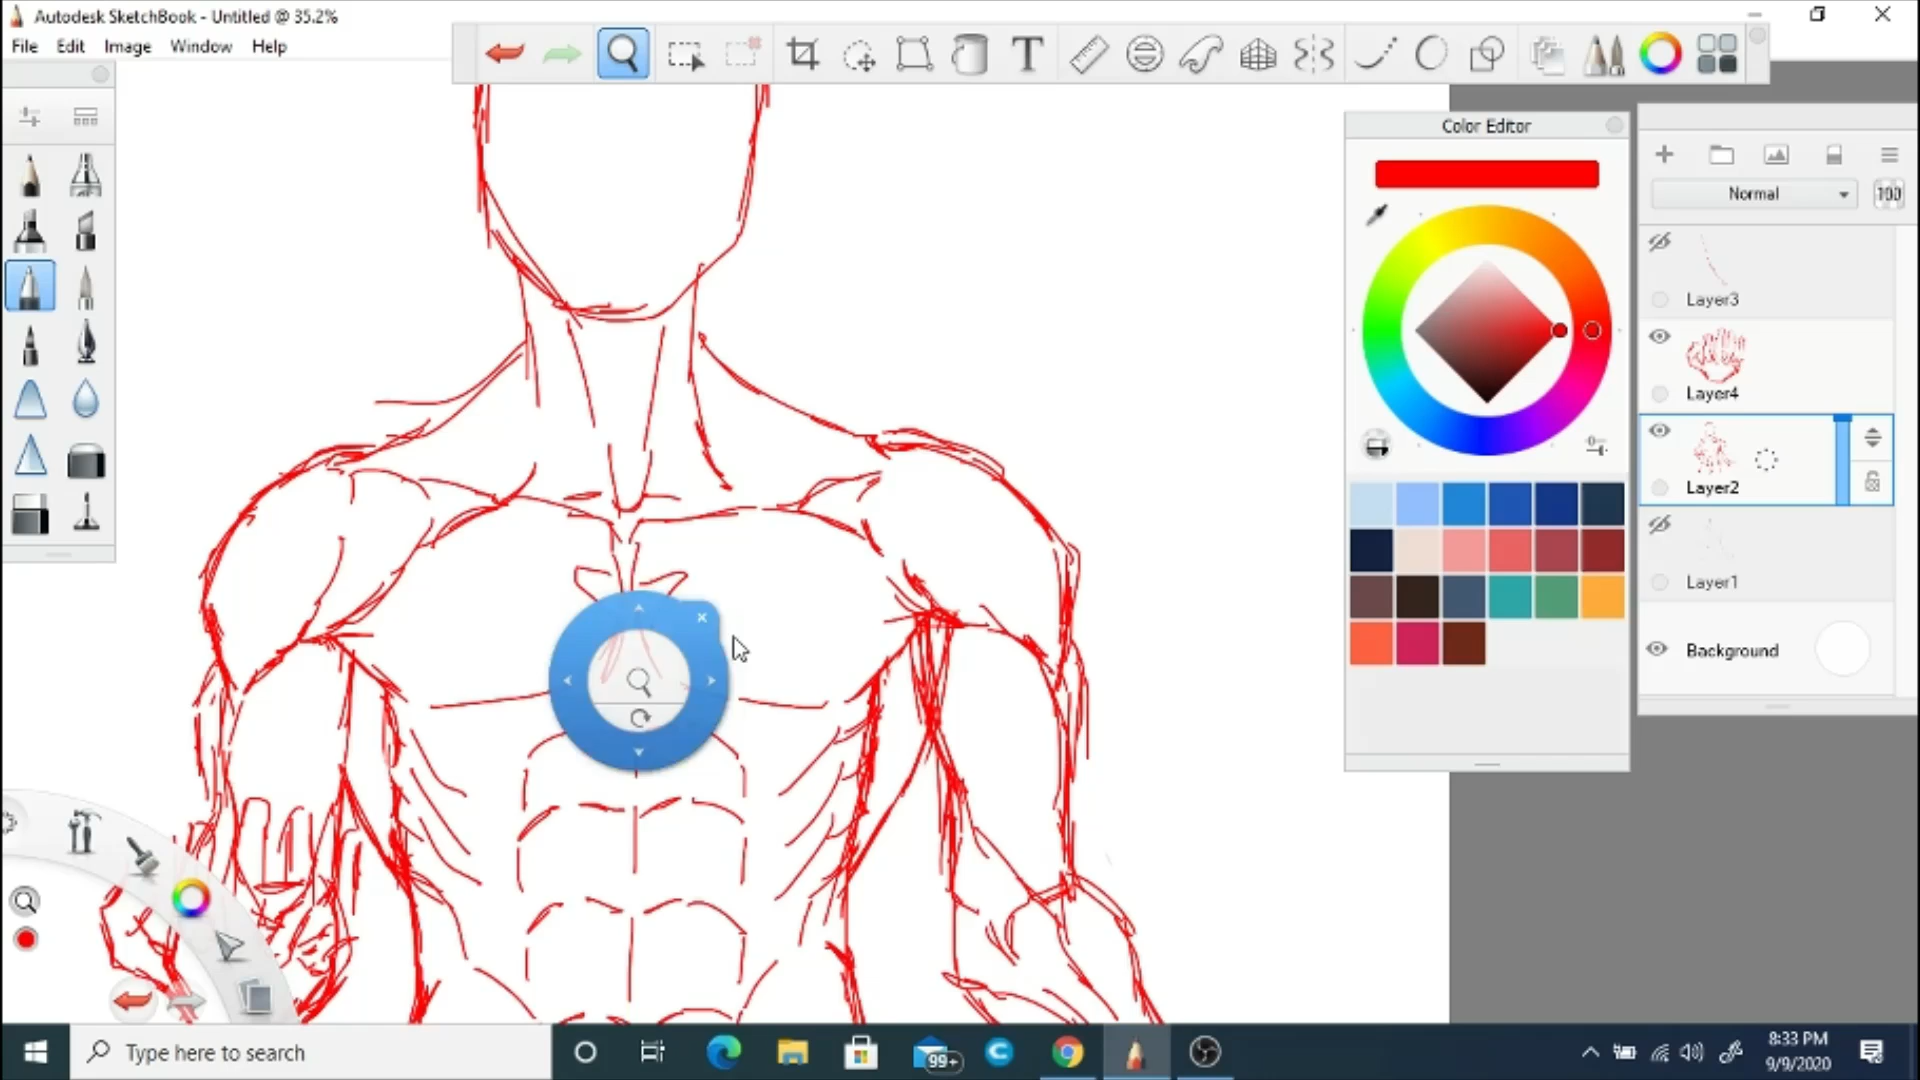 Autodesk SketchBook - Untitled @ 35.2%
File Edit Image Window Help
T
Color Editor
Normal 100
Layer3
Layer4
Layer2
Layer1
Background
Type here to search
99+
8:33 PM
9/9/2020